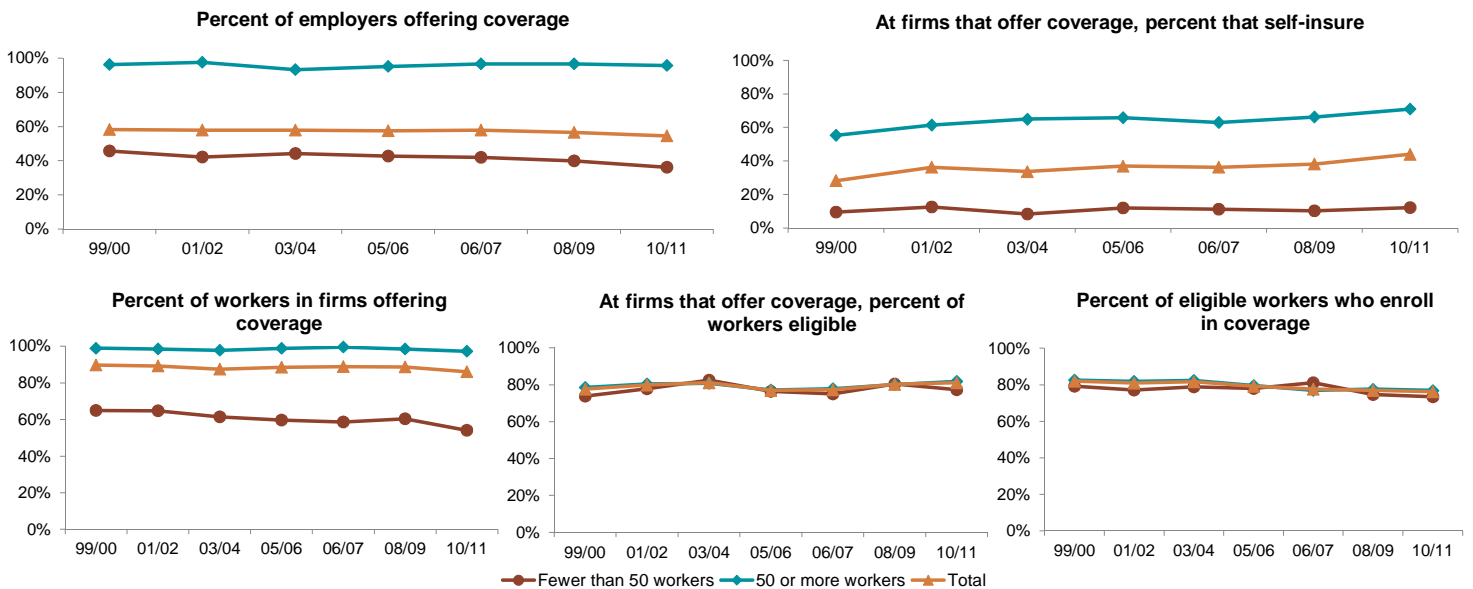 Percent of employers offering coverage
100%
80%
60%
40%
20%
0%
99/00 01/02 03/04 05/06 06/07 08/09 10/11
At firms that offer coverage, percent that self-insure
100%
80%
60%
40%
20%
0%
99/00 01/02 03/04 05/06 06/07 08/09 10/11
Percent of workers in firms offering
coverage
100%
80%
60%
40%
20%
0%
99/00 01/02 03/04 05/06 06/07 08/09 10/11
At firms that offer coverage, percent of
workers eligible
100%
80%
60%
40%
20%
0%
99/00 01/02 03/04 05/06 06/07 08/09 10/11
Percent of eligible workers who enroll
in coverage
100%
80%
60%
40%
20%
0%
99/00 01/02 03/04 05/06 06/07 08/09 10/11
Fewer than 50 workers 50 or more workers Total